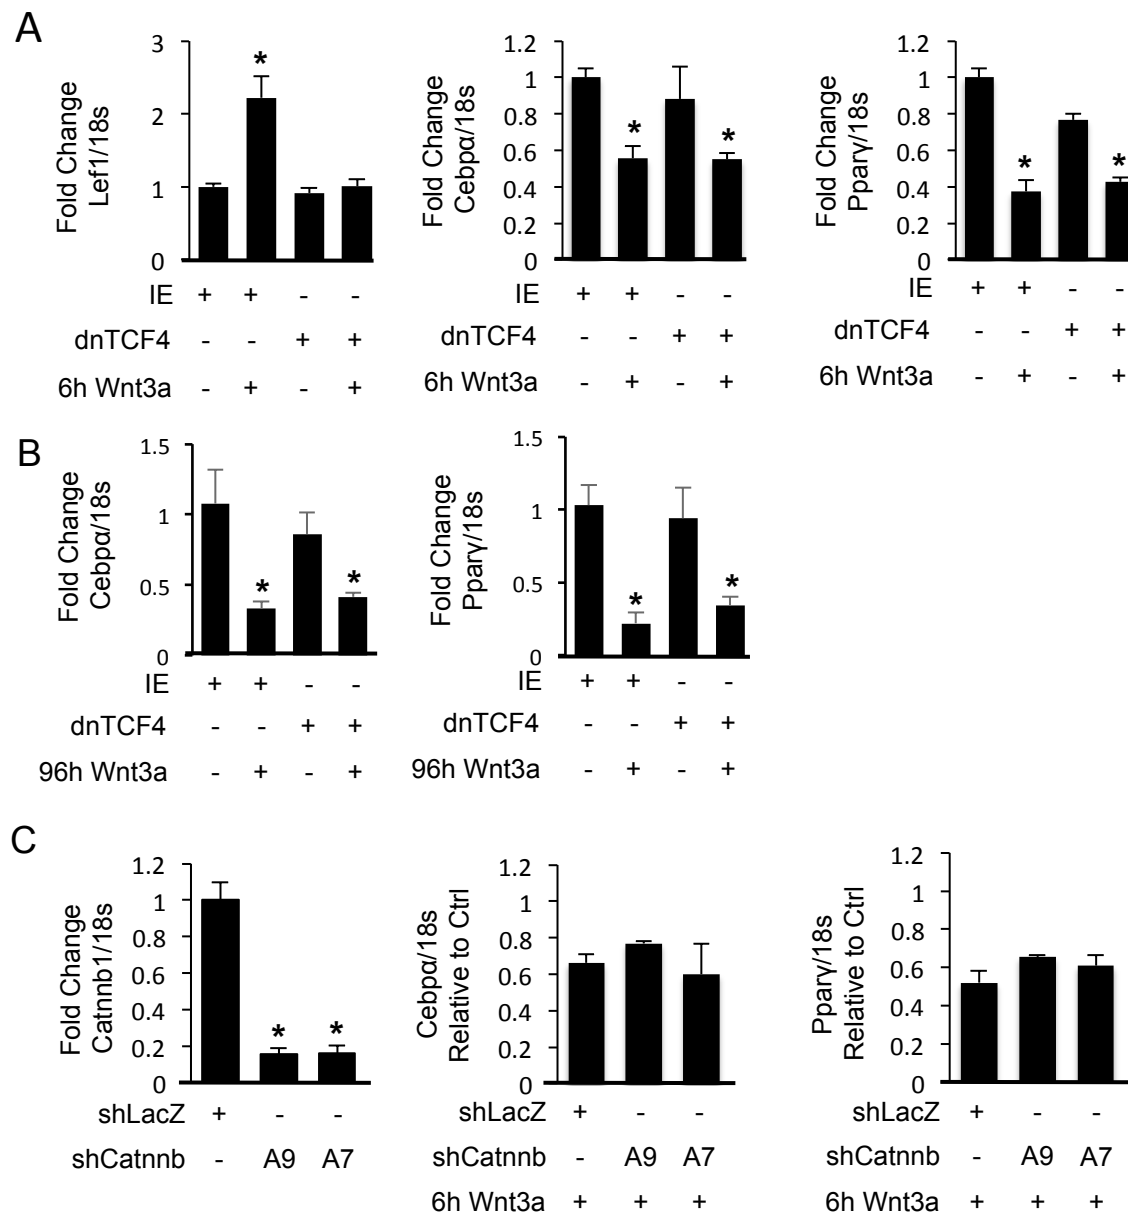 A
Fold Change
Lef1/18s
3
2
1
0
*
IE + + - -
dnTCF4 - - + +
6h Wnt3a - + - +
Fold Change
Cebpα/18s
1.2
1
0.8
0.6
0.4
0.2
0
* *
IE + + - -
dnTCF4 - - + +
6h Wnt3a - + - +
Fold Change
Pparγ/18s
1.2
1
0.8
0.6
0.4
0.2
0
* *
IE + + - -
dnTCF4 - - + +
6h Wnt3a - + - +
B
Fold Change
Cebpα/18s
1.5
1
0.5
0
* *
IE + + - -
dnTCF4 - - + +
96h Wnt3a - + - +
Fold Change
Pparγ/18s
1.5
1
0.5
0
* *
IE + + - -
dnTCF4 - - + +
96h Wnt3a - + - +
C
Fold Change
Catnnb1/18s
1.2
1
0.8
0.6
0.4
0.2
0
* *
shLacZ + - -
shCatnnb - A9 A7
Cebpα/18s
Relative to Ctrl
1.2
1
0.8
0.6
0.4
0.2
0
shLacZ + - -
shCatnnb - A9 A7
6h Wnt3a + + +
Pparγ/18s
Relative to Ctrl
1.2
1
0.8
0.6
0.4
0.2
0
shLacZ + - -
shCatnnb - A9 A7
6h Wnt3a + + +